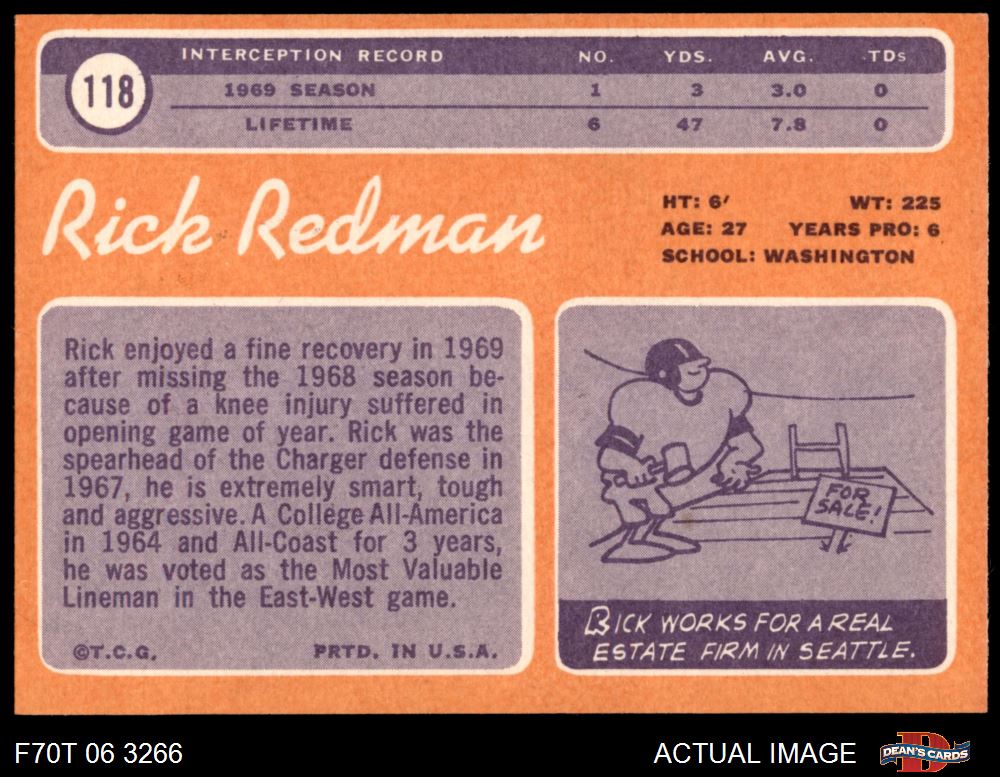 118
INTERCEPTION RECORD NO. YDS. AVG. TDs
1969 SEASON 1 3 3.0 0
LIFETIME 6 47 7.8 0
Rick Redman
HT: 6' WT: 225
AGE: 27 YEARS PRO: 6
SCHOOL: WASHINGTON
Rick enjoyed a fine recovery in 1969
after missing the 1968 season be-
cause of a knee injury suffered in
opening game of year. Rick was the
spearhead of the Charger defense in
1967, he is extremely smart, tough
and aggressive. A College All-America
in 1964 and All-Coast for 3 years,
he was voted as the Most Valuable
Lineman in the East-West game.
©T.C.G. PRTD. IN U.S.A.
FOR
SALE!
RICK WORKS FOR A REAL
ESTATE FIRM IN SEATTLE.
F70T 06 3266 ACTUAL IMAGE DEAN'S CARDS